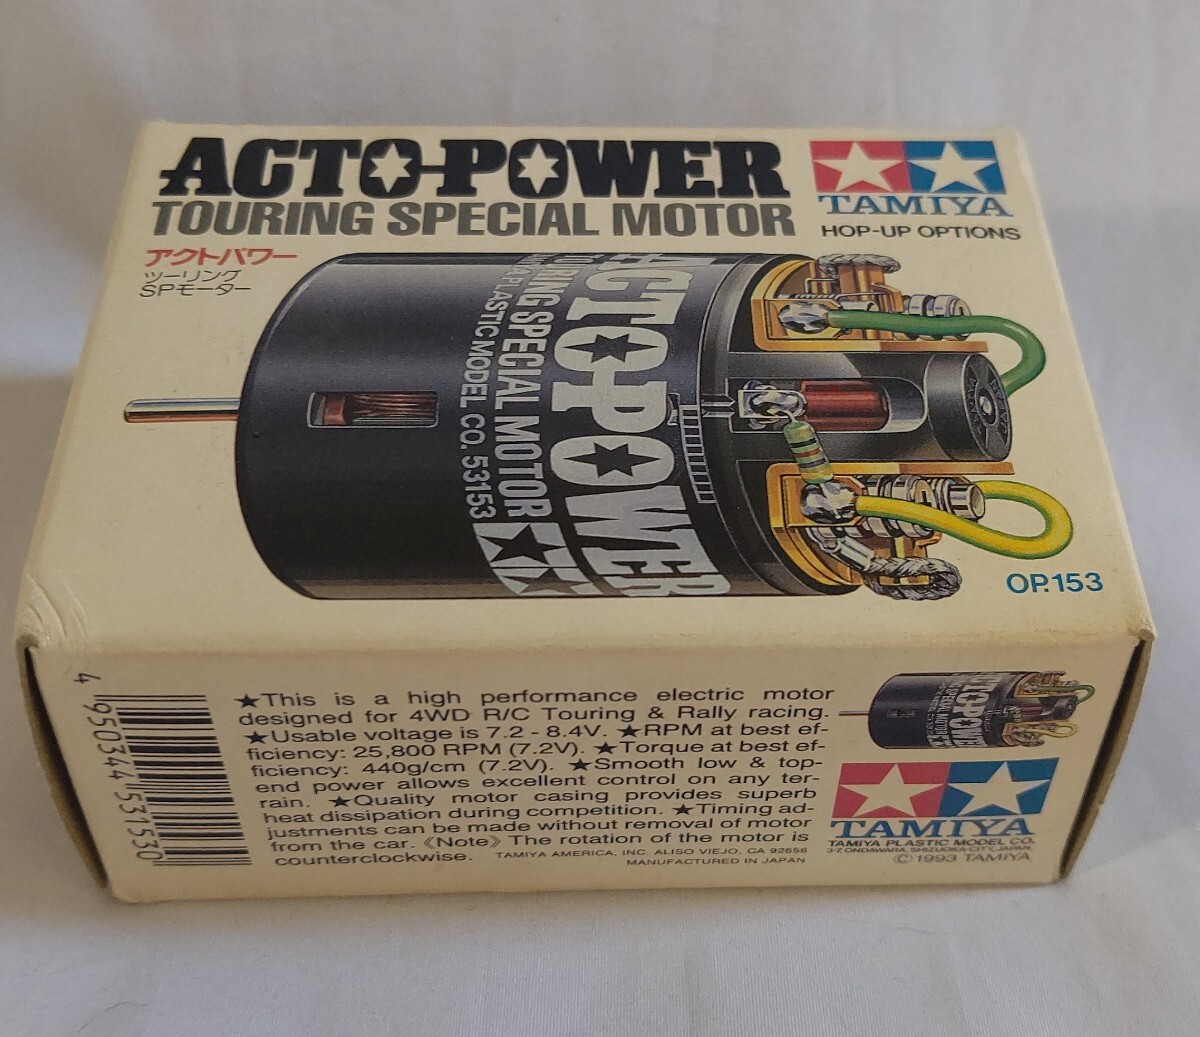 ACTO-POWER
TOURING SPECIAL MOTOR
アクトパワー
ツーリング
SPモーター
TAMIYA
HOP-UP OPTIONS
ACTO-POWER
TOURING SPECIAL MOTOR
TAMIYA PLASTIC MODEL CO. 53153
OP.153
4 950344 531530
★This is a high performance electric motor
designed for 4WD R/C Touring & Rally racing.
★Usable voltage is 7.2 - 8.4V. ★RPM at best ef-
ficiency: 25,800 RPM (7.2V). ★Torque at best ef-
ficiency: 440g/cm (7.2V). ★Smooth low & top-
end power allows excellent control on any ter-
rain. ★Quality motor casing provides superb
heat dissipation during competition. ★Timing ad-
justments can be made without removal of motor
from the car. 《Note》 The rotation of the motor is
counterclockwise.
TAMIYA AMERICA, INC. ALISO VIEJO, CA 92656
MANUFACTURED IN JAPAN
TAMIYA
TAMIYA PLASTIC MODEL CO.
3-7, ONDAWARA, SHIZUOKA-CITY, JAPAN.
©1993 TAMIYA